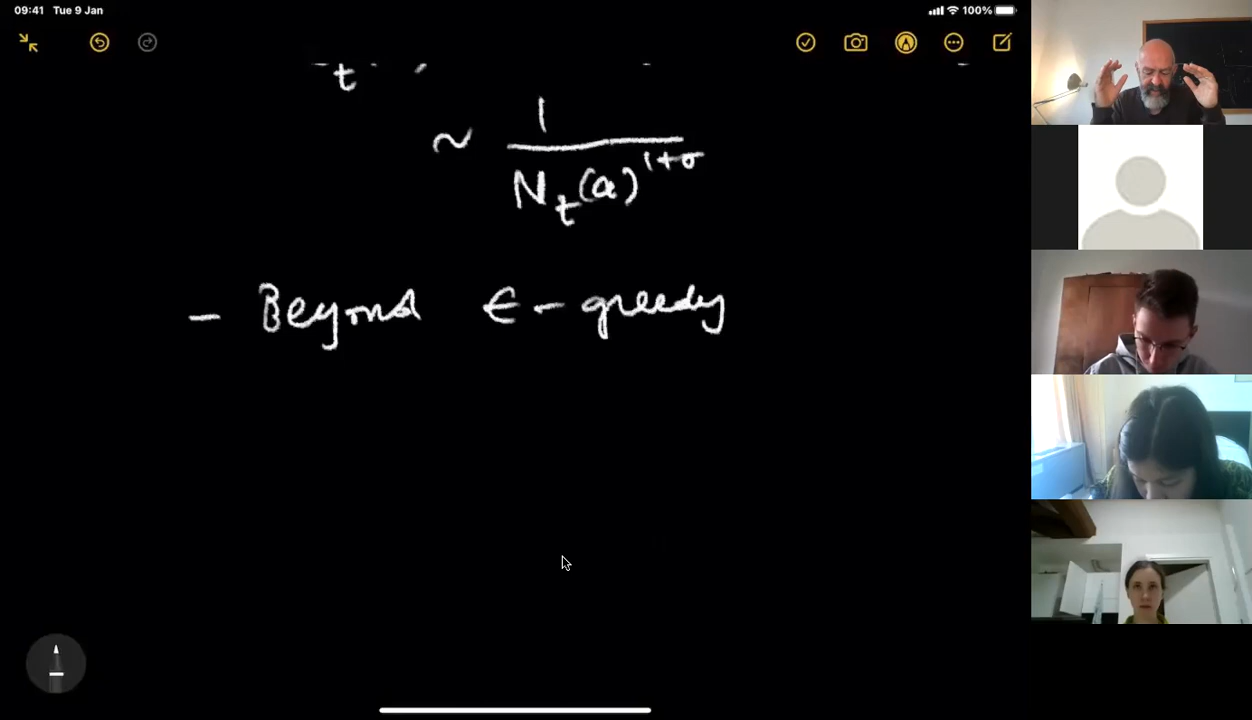 09:41 Tue 9 Jan 100%
t
~ 1 / N_t(a)^{1+σ}
- Beyond ϵ-greedy